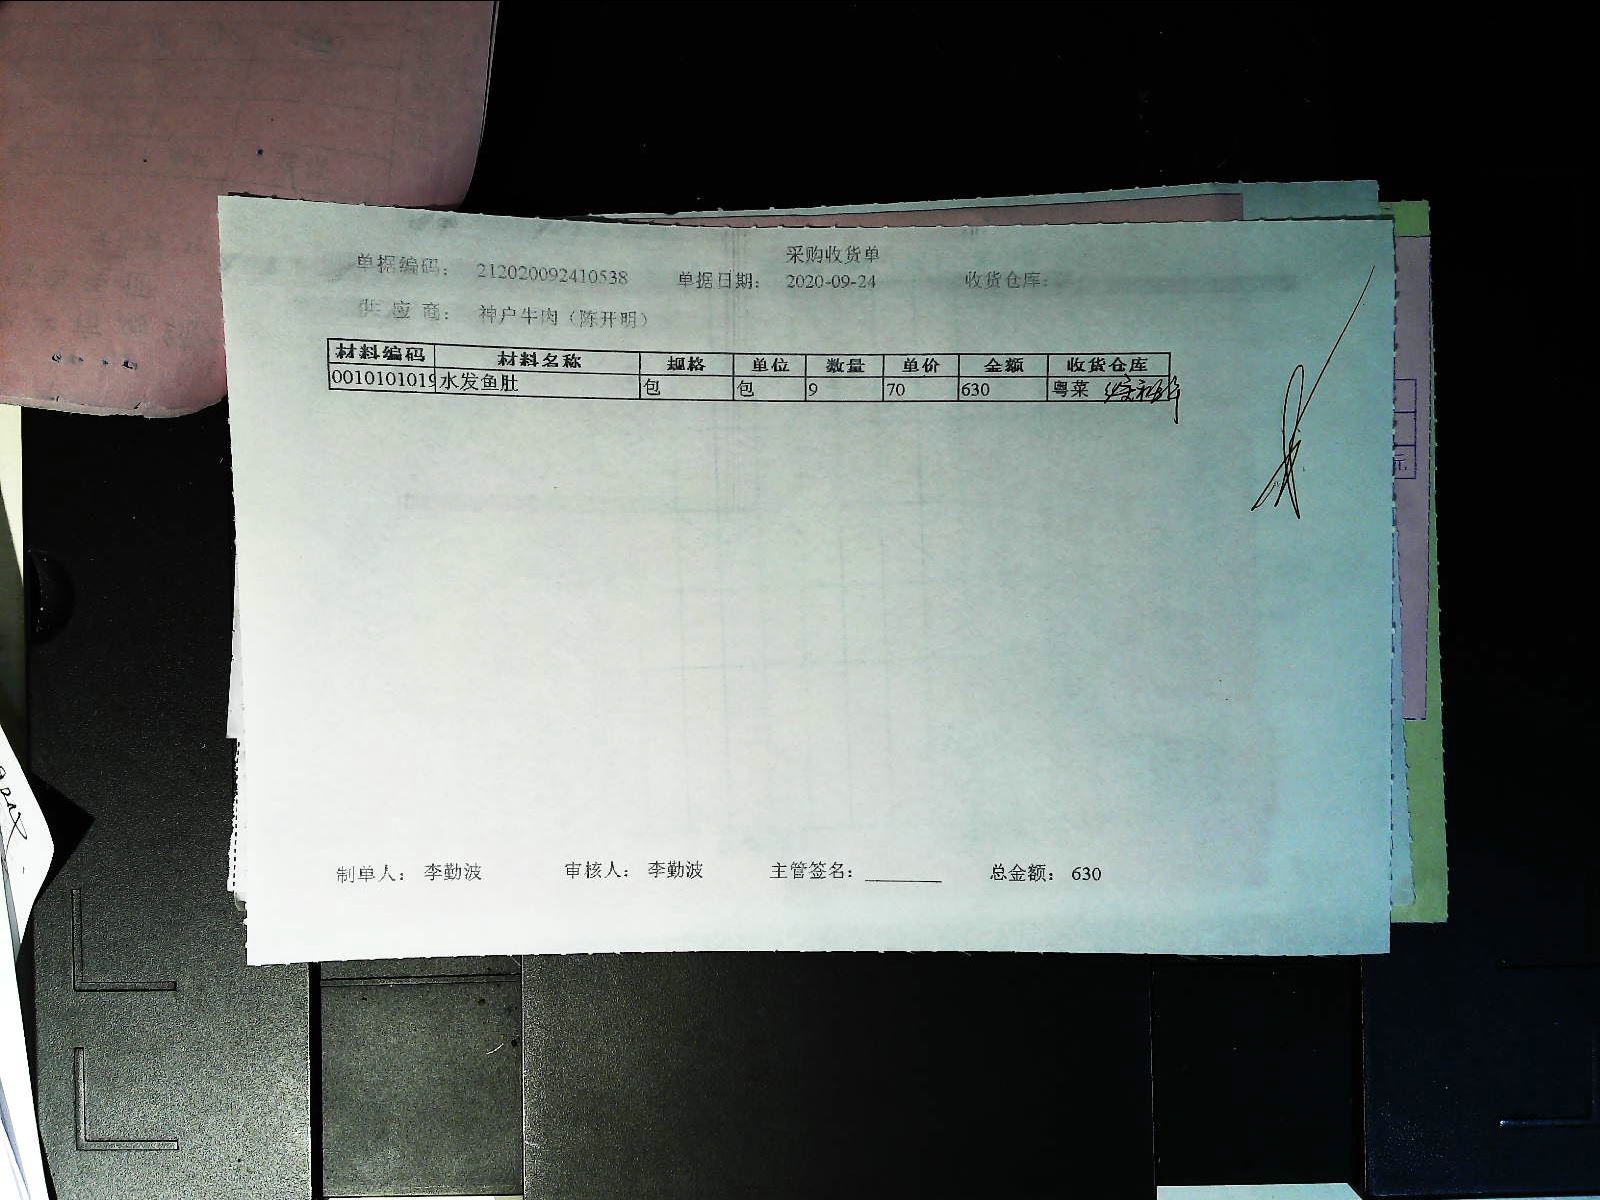 采购收货单
单据编码： 212020092410538 单据日期： 2020-09-24 收货仓库：
供 应 商： 神户牛肉（陈开明）
材料编码 材料名称 规格 单位 数量 单价 金额 收货仓库
0010101019 水发鱼肚 包 包 9 70 630 粤菜
制单人： 李勤波 审核人： 李勤波 主管签名： ________ 总金额： 630
元